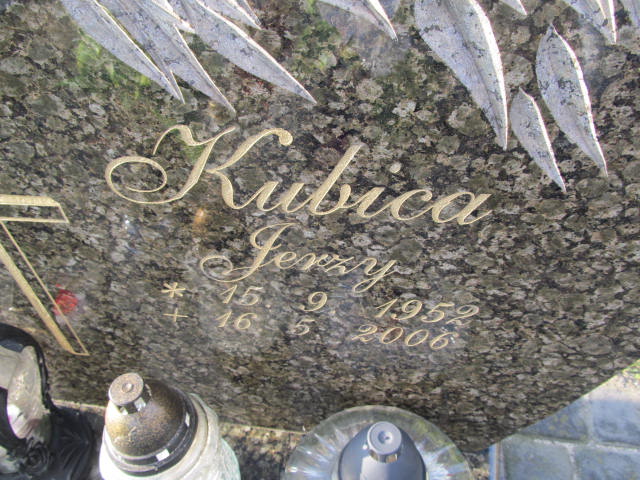 Kubica
Jerzy
* 15. 9. 1952
+ 16 5 2006